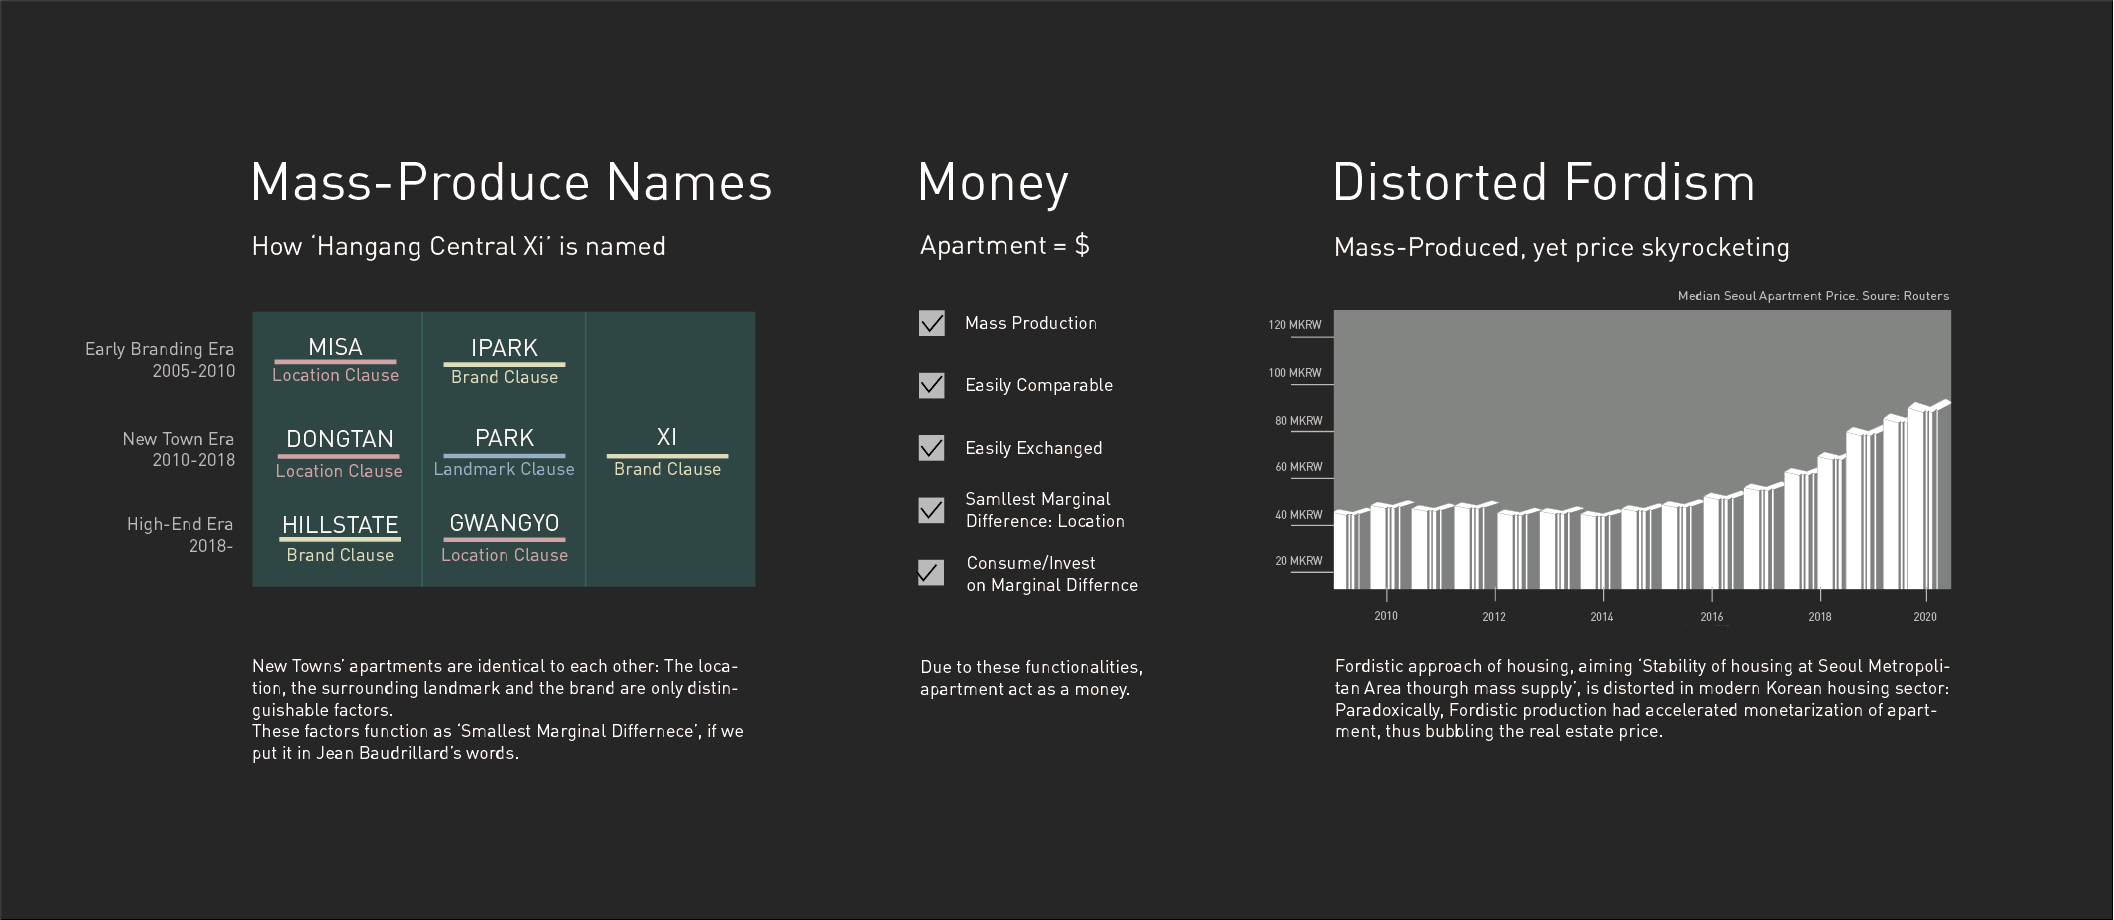 Mass-Produce Names
How ‘Hangang Central Xi’ is named
Early Branding Era
2005-2010
MISA
Location Clause
IPARK
Brand Clause
New Town Era
2010-2018
DONGTAN
Location Clause
PARK
Landmark Clause
XI
Brand Clause
High-End Era
2018-
HILLSTATE
Brand Clause
GWANGYO
Location Clause
New Towns’ apartments are identical to each other: The loca-
tion, the surrounding landmark and the brand are only distin-
guishable factors.
These factors function as ‘Smallest Marginal Differnece’, if we
put it in Jean Baudrillard’s words.
Money
Apartment = $
Mass Production
Easily Comparable
Easily Exchanged
Samllest Marginal
Difference: Location
Consume/Invest
on Marginal Differnce
Due to these functionalities,
apartment act as a money.
Distorted Fordism
Mass-Produced, yet price skyrocketing
Median Seoul Apartment Price. Soure: Routers
120 MKRW
100 MKRW
80 MKRW
60 MKRW
40 MKRW
20 MKRW
2010
2012
2014
2016
2018
2020
Fordistic approach of housing, aiming ‘Stability of housing at Seoul Metropoli-
tan Area thourgh mass supply’, is distorted in modern Korean housing sector:
Paradoxically, Fordistic production had accelerated monetarization of apart-
ment, thus bubbling the real estate price.